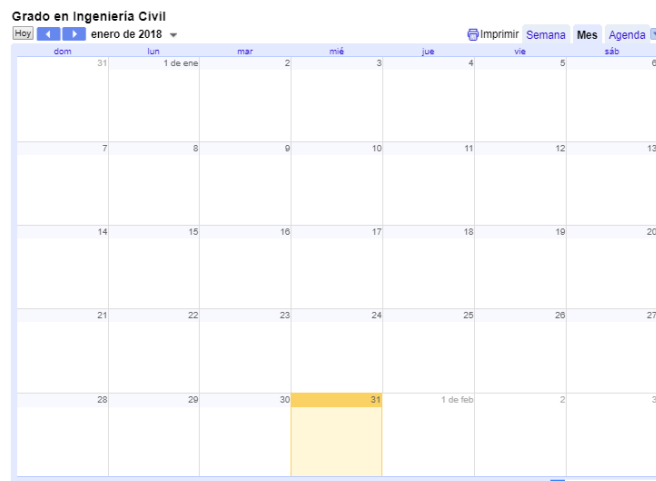 Grado en Ingeniería Civil
Hoy enero de 2018 Imprimir Semana Mes Agenda
dom lun mar mié jue vie sáb
31 1 de ene 2 3 4 5 6
7 8 9 10 11 12 13
14 15 16 17 18 19 20
21 22 23 24 25 26 27
28 29 30 31 1 de feb 2 3